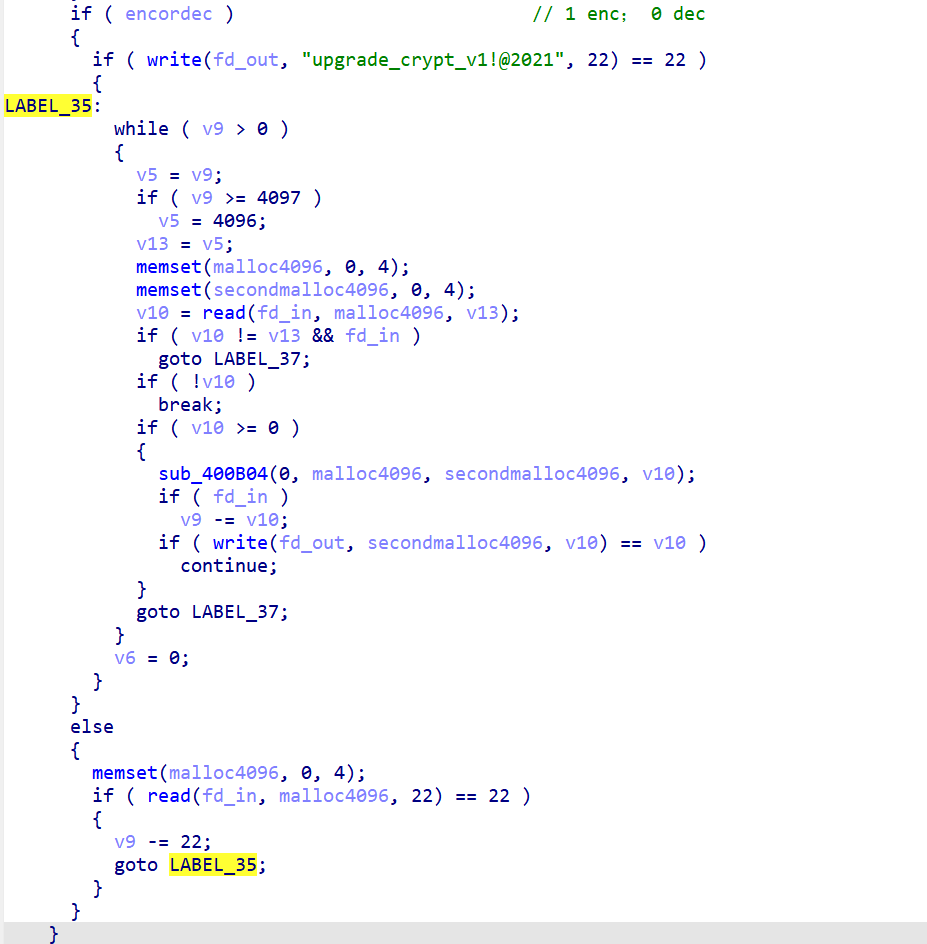 if ( encordec ) // 1 enc； 0 dec
{
if ( write(fd_out, "upgrade_crypt_v1!@2021", 22) == 22 )
{
LABEL_35:
while ( v9 > 0 )
{
v5 = v9;
if ( v9 >= 4097 )
v5 = 4096;
v13 = v5;
memset(malloc4096, 0, 4);
memset(secondmalloc4096, 0, 4);
v10 = read(fd_in, malloc4096, v13);
if ( v10 != v13 && fd_in )
goto LABEL_37;
if ( !v10 )
break;
if ( v10 >= 0 )
{
sub_400B04(0, malloc4096, secondmalloc4096, v10);
if ( fd_in )
v9 -= v10;
if ( write(fd_out, secondmalloc4096, v10) == v10 )
continue;
}
goto LABEL_37;
}
v6 = 0;
}
}
else
{
memset(malloc4096, 0, 4);
if ( read(fd_in, malloc4096, 22) == 22 )
{
v9 -= 22;
goto LABEL_35;
}
}
}